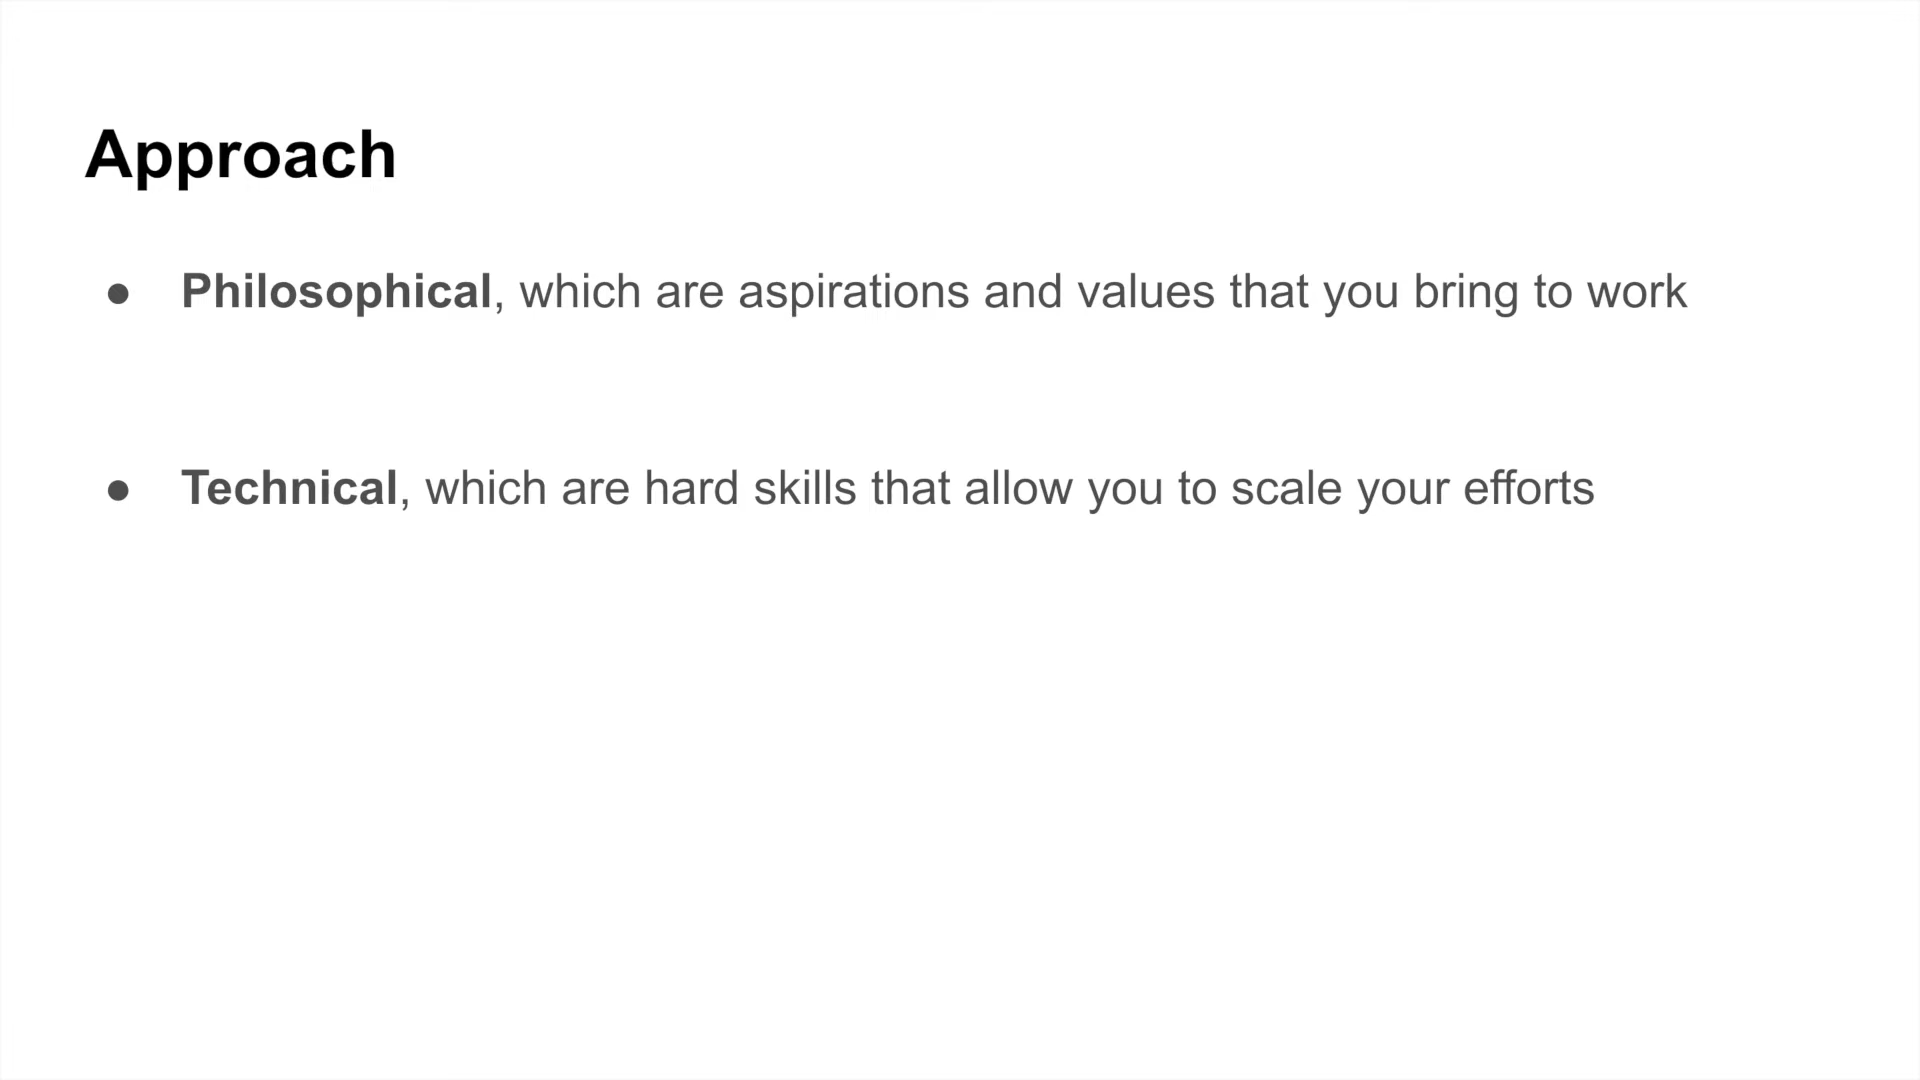 Approach
● Philosophical, which are aspirations and values that you bring to work
● Technical, which are hard skills that allow you to scale your efforts